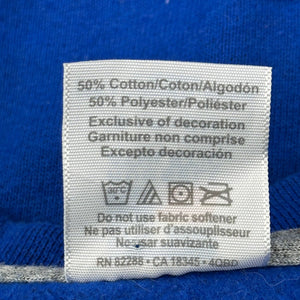 50% Cotton/Coton/Algodón
50% Polyester/Poliéster
Exclusive of decoration
Garniture non comprise
Excepto decoración
Do not use fabric softener
Ne pas utiliser d'assouplisseur
No usar suavizante
RN 82288 • CA 18345 •